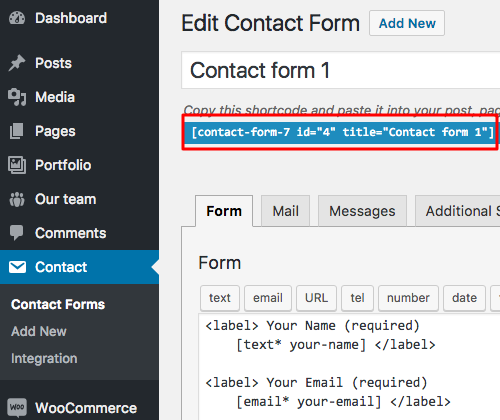 Dashboard
Posts
Media
Pages
Portfolio
Our team
Comments
Contact
Contact Forms
Add New
Integration
WOO
WooCommerce
Edit Contact Form
Add New
Contact form 1
Copy this shortcode and paste it into your post,
[contact-form-7 id="4" title="Contact form 1"]
Form Mail Messages Additional
Form
text email URL tel number date
<label> Your Name (required)
[text* your-name] </label>
<label> Your Email (required)
[email* your-email] </label>